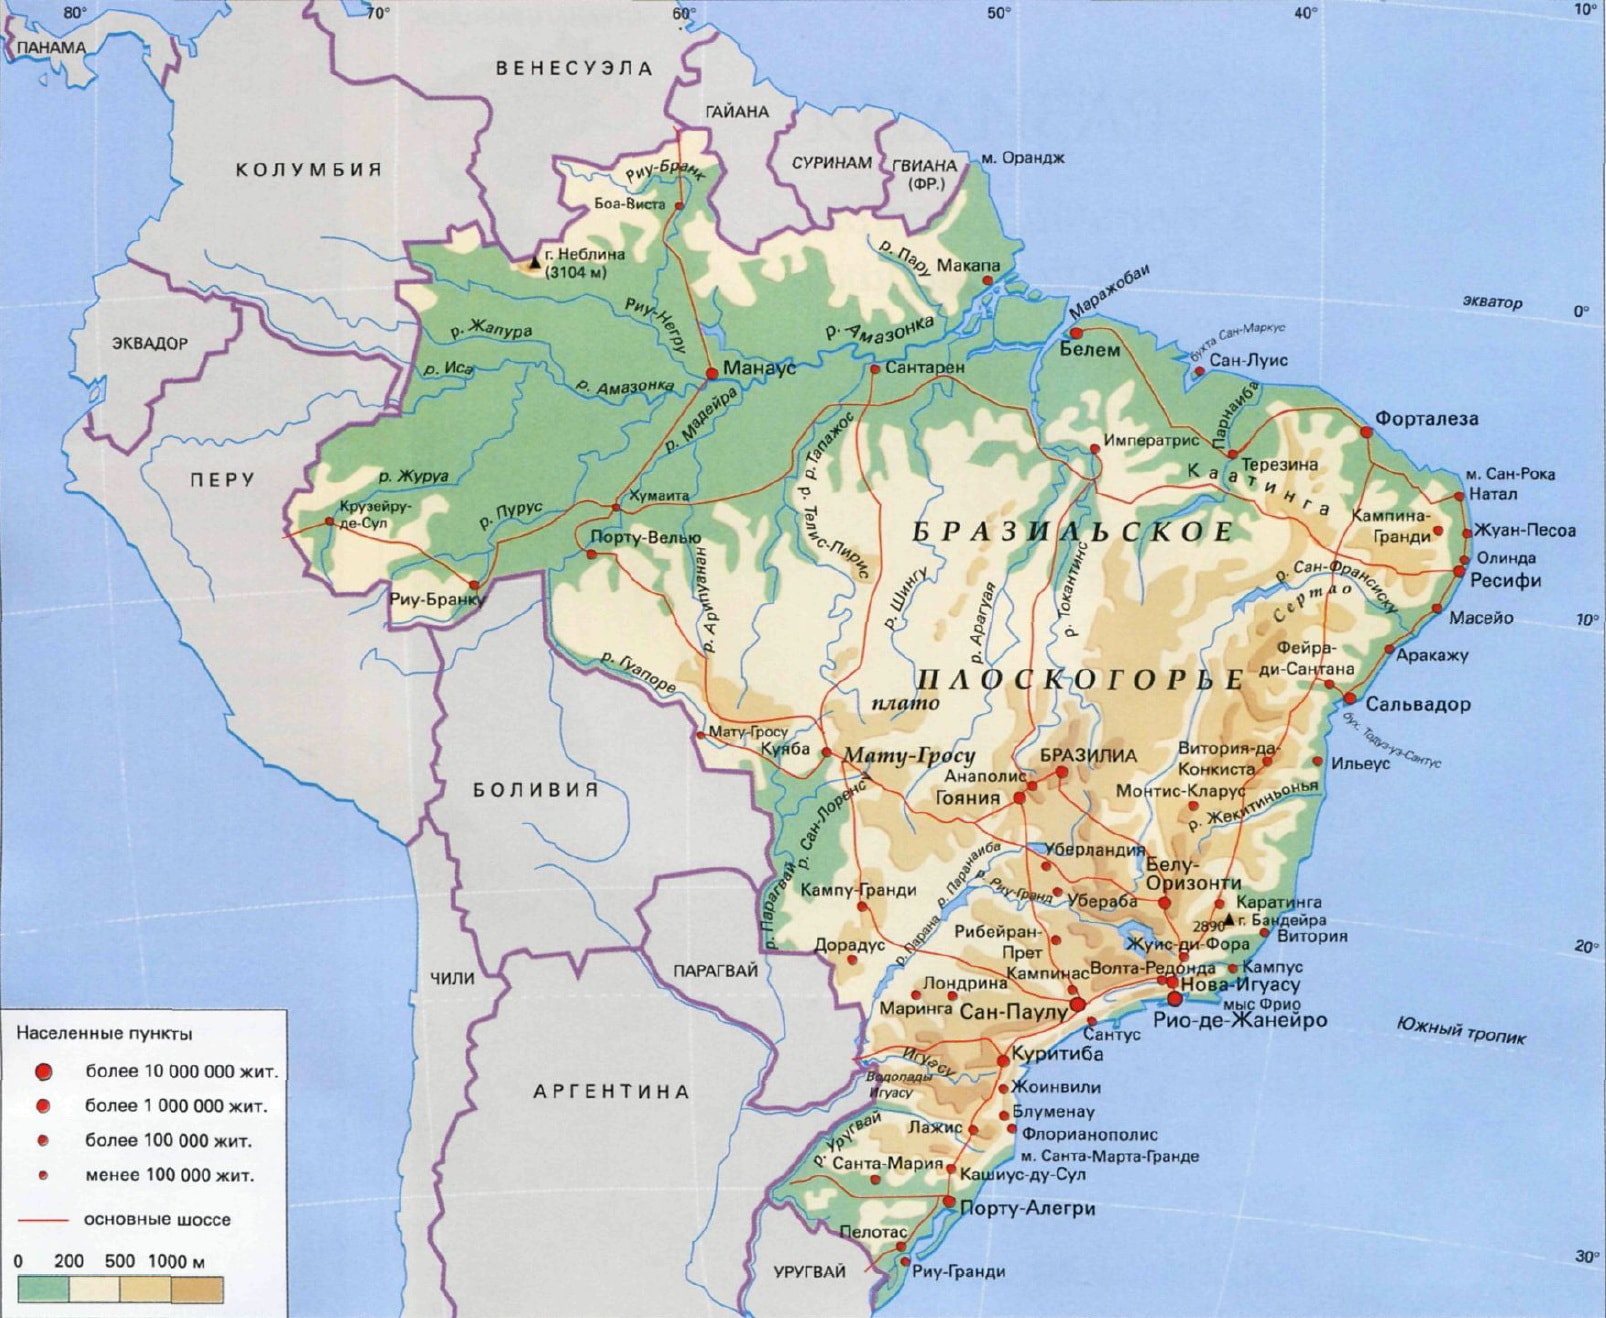 80°
70°
60°
50°
40°
10°
ПАНАМА
ВЕНЕСУЭЛА
ГАЙАНА
КОЛУМБИЯ
СУРИНАМ
ГВИАНА
(ФР.)
м. Орандж
Риу-Бранк
Боа-Виста
г. Неблина
(3104 м)
р. Пару
Макапа
Маражобаи
экватор
0°
ЭКВАДОР
р. Жапура
Риу-Негру
р. Амазонка
Белем
бухта Сан-Маркус
Сан-Луис
р. Иса
р. Амазонка
Манаус
Сантарен
р. Мадейра
р. Тапажос
Парнаиба
Форталеза
ПЕРУ
р. Журуа
Императрис
Терезина
Каатинга
м. Сан-Рока
Натал
Крузейру-
де-Сул
р. Пурус
Хумаита
Порту-Велью
р. Телис-Пирис
БРАЗИЛЬСКОЕ
Кампина-
Гранди
Жуан-Песоа
Олинда
Ресифи
р. Сан-Франсиску
Сертао
Риу-Бранку
р. Арипуанан
р. Шингу
р. Арагуая
р. Токантинс
Масейо
10°
р. Гуапоре
Фейра-
ди-Сантана
Аракажу
ПЛОСКОГОРЬЕ
плато
Сальвадор
бух. Тодуз-уз-Сантус
Мату-Гросу
Куяба
Мату-Гросу
БРАЗИЛИА
Анаполис
Гояния
Витория-да-
Конкиста
Ильеус
Монтис-Кларус
р. Жекитиньонья
БОЛИВИЯ
р. Сан-Лоренс
р. Парагвай
р. Паранаиба
Уберландия
Белу-
Оризонти
р. Риу-Гранд
Убераба
Каратинга
2890
г. Бандейра
Витория
Кампу-Гранди
р. Парана
Дорадус
Рибейран-
Прет
Жуис-ди-Фора
20°
ЧИЛИ
ПАРАГВАЙ
Кампинас
Волта-Редонда
Кампус
Нова-Игуасу
мыс Фрио
Лондрина
Маринга
Сан-Паулу
Рио-де-Жанейро
Сантус
Южный тропик
Куритиба
Игуасу
Водопады
Игуасу
АРГЕНТИНА
Жоинвили
Блуменау
Лажис
Флорианополис
м. Санта-Марта-Гранде
р. Уругвай
Санта-Мария
Кашиус-ду-Сул
Порту-Алегри
Пелотас
УРУГВАЙ
Риу-Гранди
30°
Населенные пункты
более 10 000 000 жит.
более 1 000 000 жит.
более 100 000 жит.
менее 100 000 жит.
основные шоссе
0 200 500 1000 м